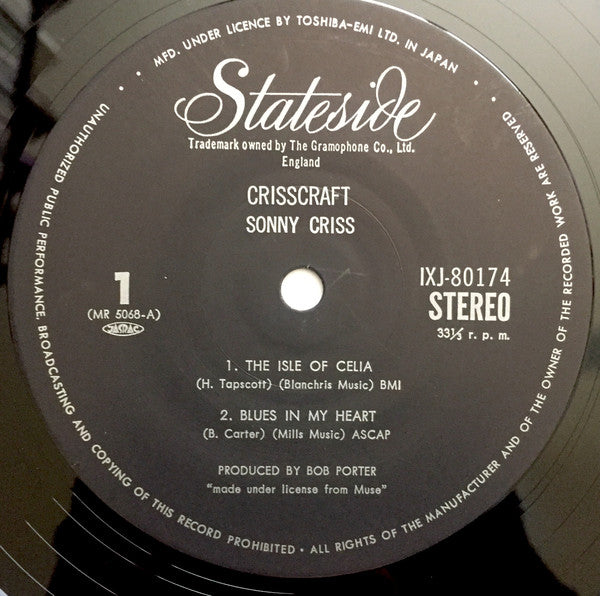 MFD. UNDER LICENCE BY TOSHIBA-EMI LTD. IN JAPAN
Stateside
Trademark owned by The Gramophone Co., Ltd.
England
CRISSCRAFT
SONNY CRISS
1
(MR 5068-A)
JASRAC
IXJ-80174
STEREO
33⅓ r. p. m.
1. THE ISLE OF CELIA
(H. Tapscott) (Blanchris Music) BMI
2. BLUES IN MY HEART
(B. Carter) (Mills Music) ASCAP
PRODUCED BY BOB PORTER
“made under license from Muse”
UNAUTHORIZED PUBLIC PERFORMANCE, BROADCASTING AND COPYING OF THIS RECORD PROHIBITED • ALL RIGHTS OF THE MANUFACTURER AND OF THE OWNER OF THE RECORDED WORK ARE RESERVED